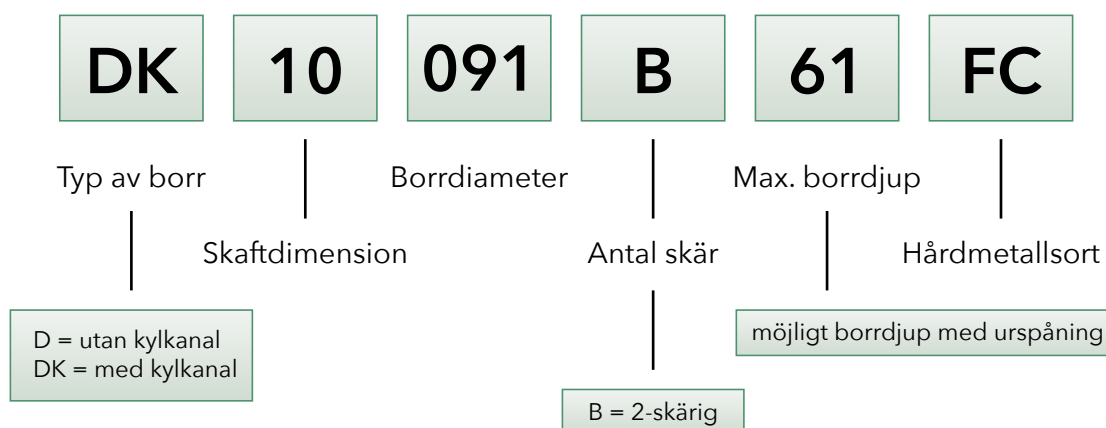 DK 10 091 B 61 FC
Typ av borr Borrdiameter Max. borrdjup
Skaftdimension Antal skär Hårdmetallsort
D = utan kylkanal
DK = med kylkanal
möjligt borrdjup med urspåning
B = 2-skärig